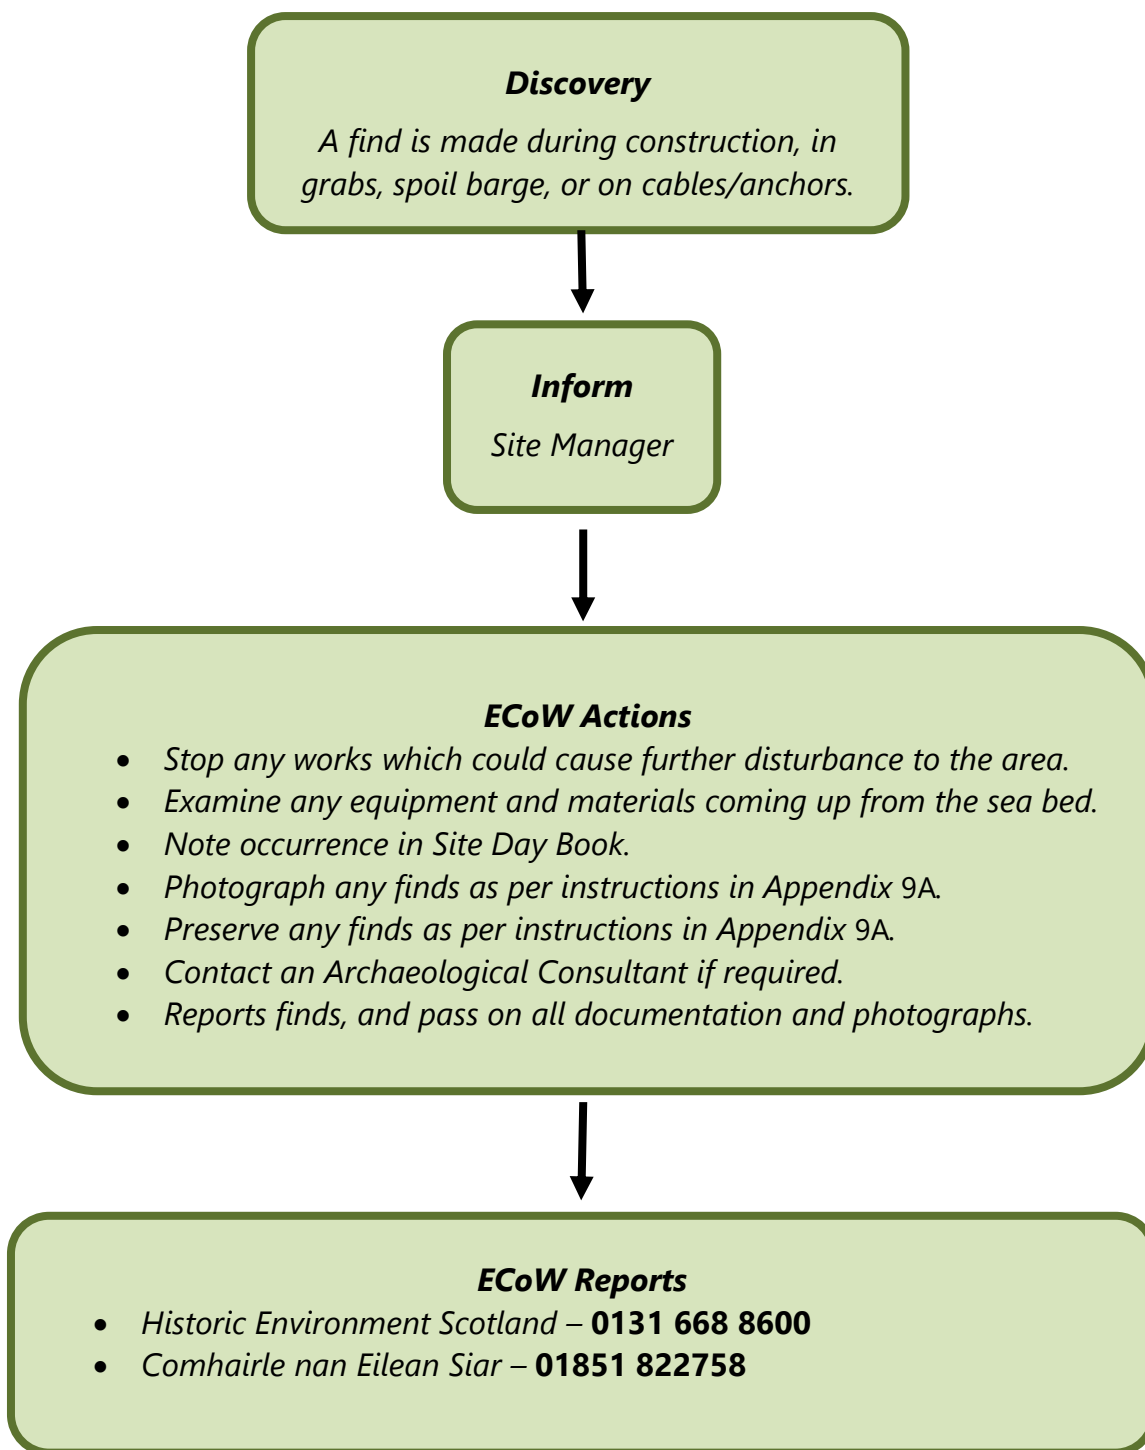 Discovery
A find is made during construction, in
grabs, spoil barge, or on cables/anchors.
Inform
Site Manager
ECoW Actions
• Stop any works which could cause further disturbance to the area.
• Examine any equipment and materials coming up from the sea bed.
• Note occurrence in Site Day Book.
• Photograph any finds as per instructions in Appendix 9A.
• Preserve any finds as per instructions in Appendix 9A.
• Contact an Archaeological Consultant if required.
• Reports finds, and pass on all documentation and photographs.
ECoW Reports
• Historic Environment Scotland – 0131 668 8600
• Comhairle nan Eilean Siar – 01851 822758